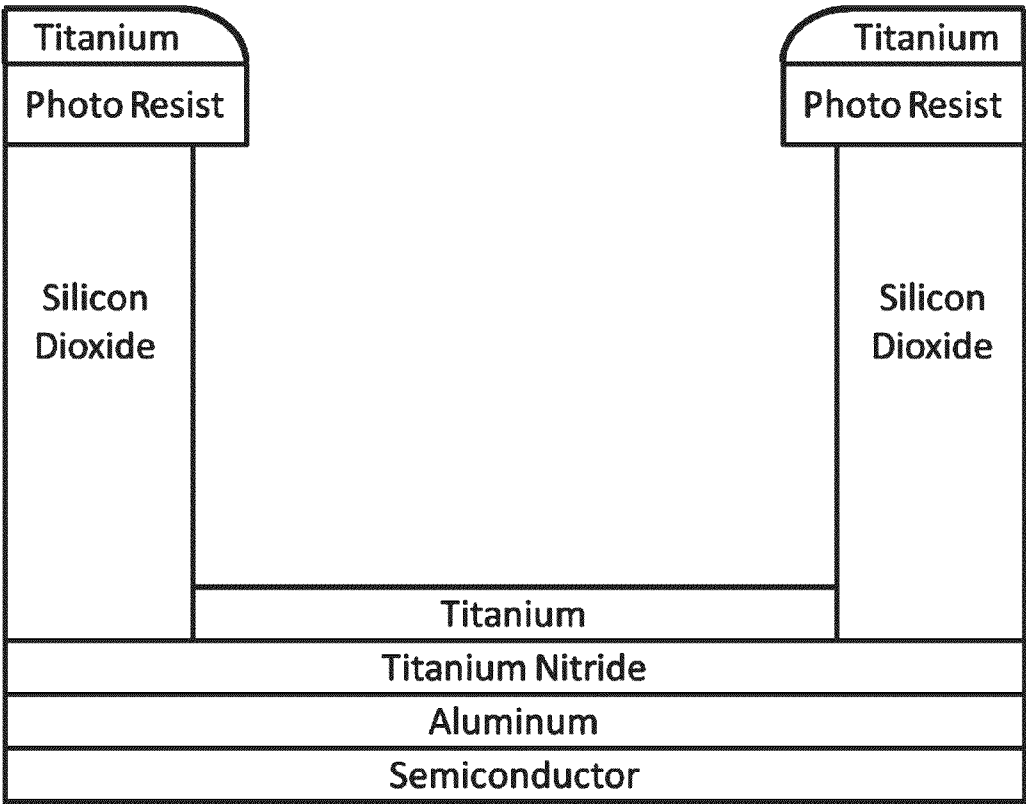 Titanium
Titanium
Photo Resist
Photo Resist
Silicon
Dioxide
Silicon
Dioxide
Titanium
Titanium Nitride
Aluminum
Semiconductor